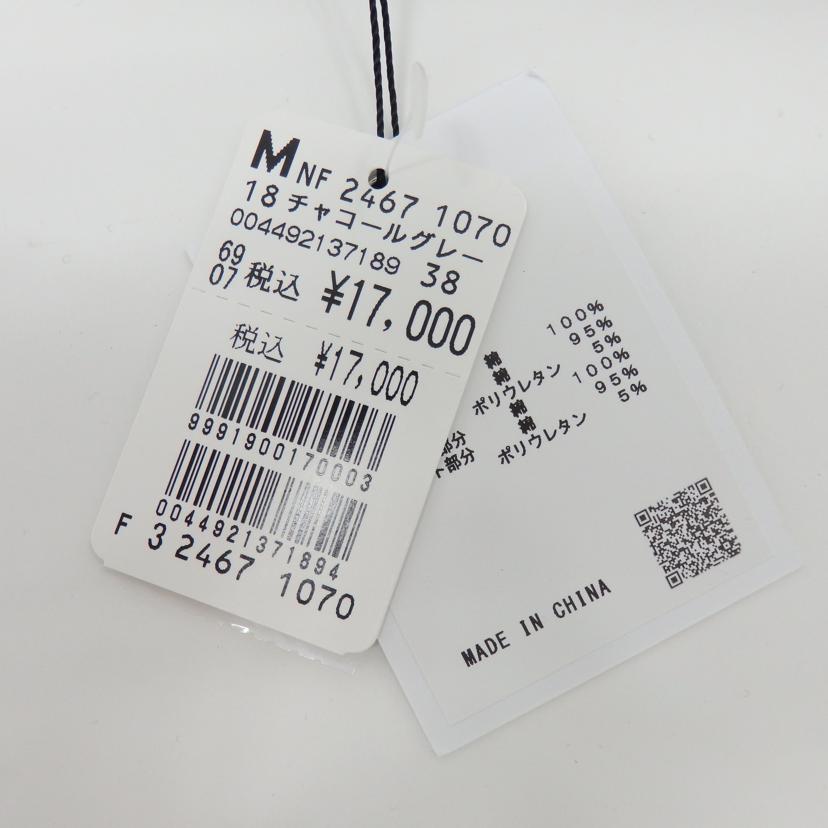 M NF 2467 1070
18 チャコールグレー
004492137189 38
69
07 税込 ¥17,000
税込 ¥17,000
9991900170003
0044921371894
F 3 2467 1070
綿 100%
綿 95%
ポリウレタン 5%
部分 綿 100%
ト部分 綿 95%
ポリウレタン 5%
MADE IN CHINA